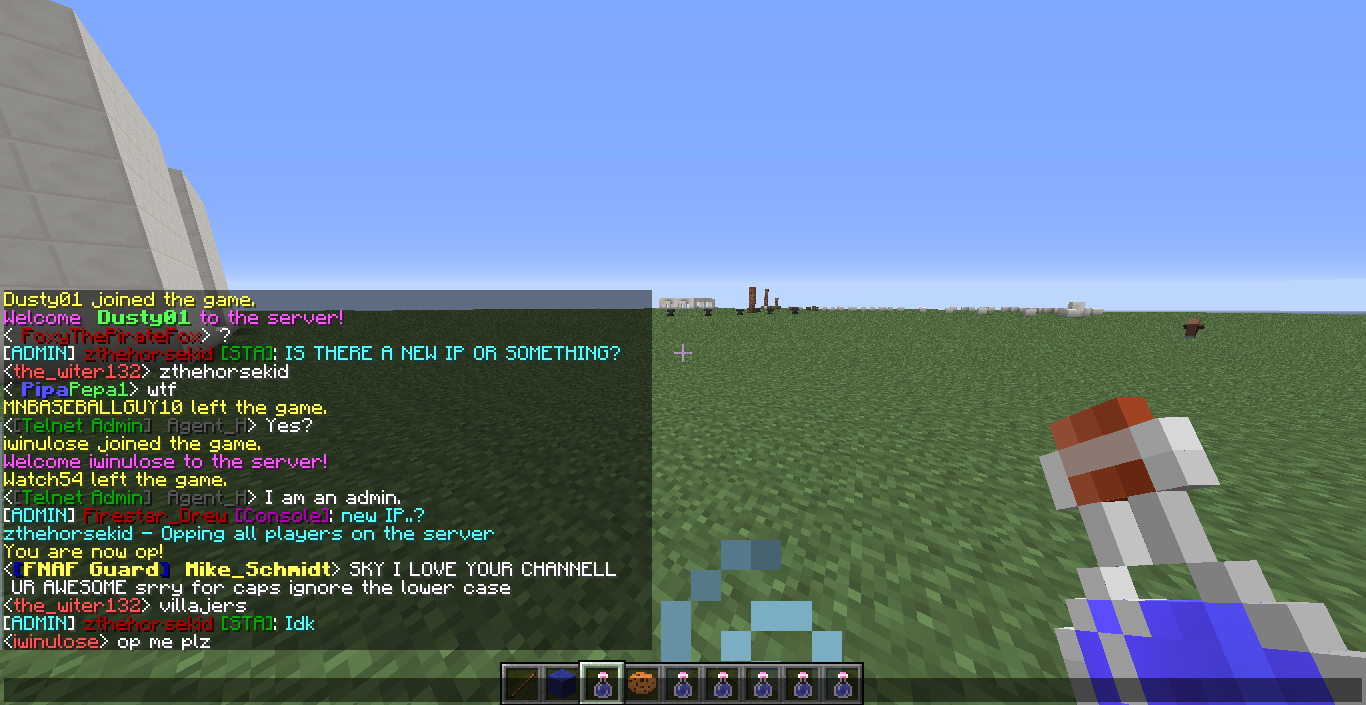 Dusty01 joined the game.
Welcome Dusty01 to the server!
< FoxyThePirateFox> ?
[ADMIN] zthehorsekid [STA]: IS THERE A NEW IP OR SOMETHING?
<the_witer132> zthehorsekid
< PipaPepa1> wtf
MNBASEBALLGUY10 left the game.
<[Telnet Admin] Agent_H> Yes?
iwinulose joined the game.
Welcome iwinulose to the server!
Watch54 left the game.
<[Telnet Admin] Agent_H> I am an admin.
[ADMIN] Firestar_Drew [Console]: new IP..?
zthehorsekid - Opping all players on the server
You are now op!
<[FNAF Guard] Mike_Schmidt> SKY I LOVE YOUR CHANNELL
UR AWESOME srry for caps ignore the lower case
<the_witer132> villajers
[ADMIN] zthehorsekid [STA]: Idk
<iwinulose> op me plz